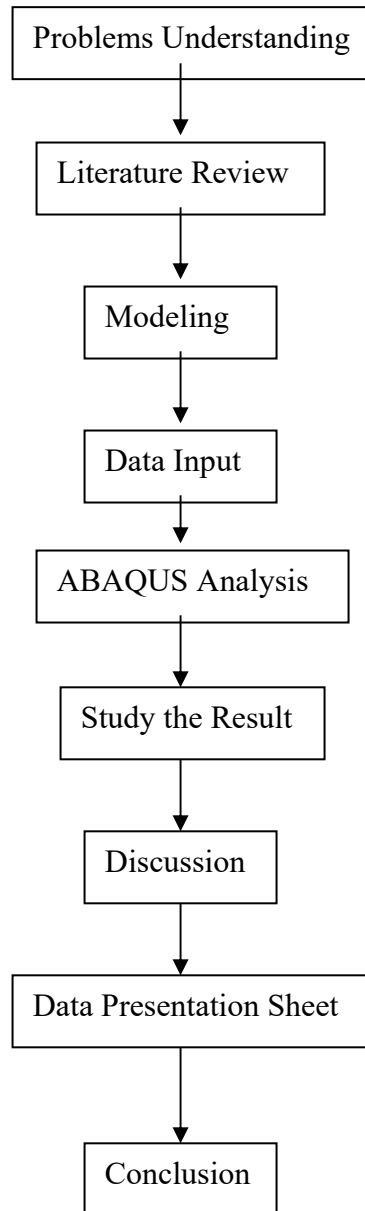 Problems Understanding
Literature Review
Modeling
Data Input
ABAQUS Analysis
Study the Result
Discussion
Data Presentation Sheet
Conclusion